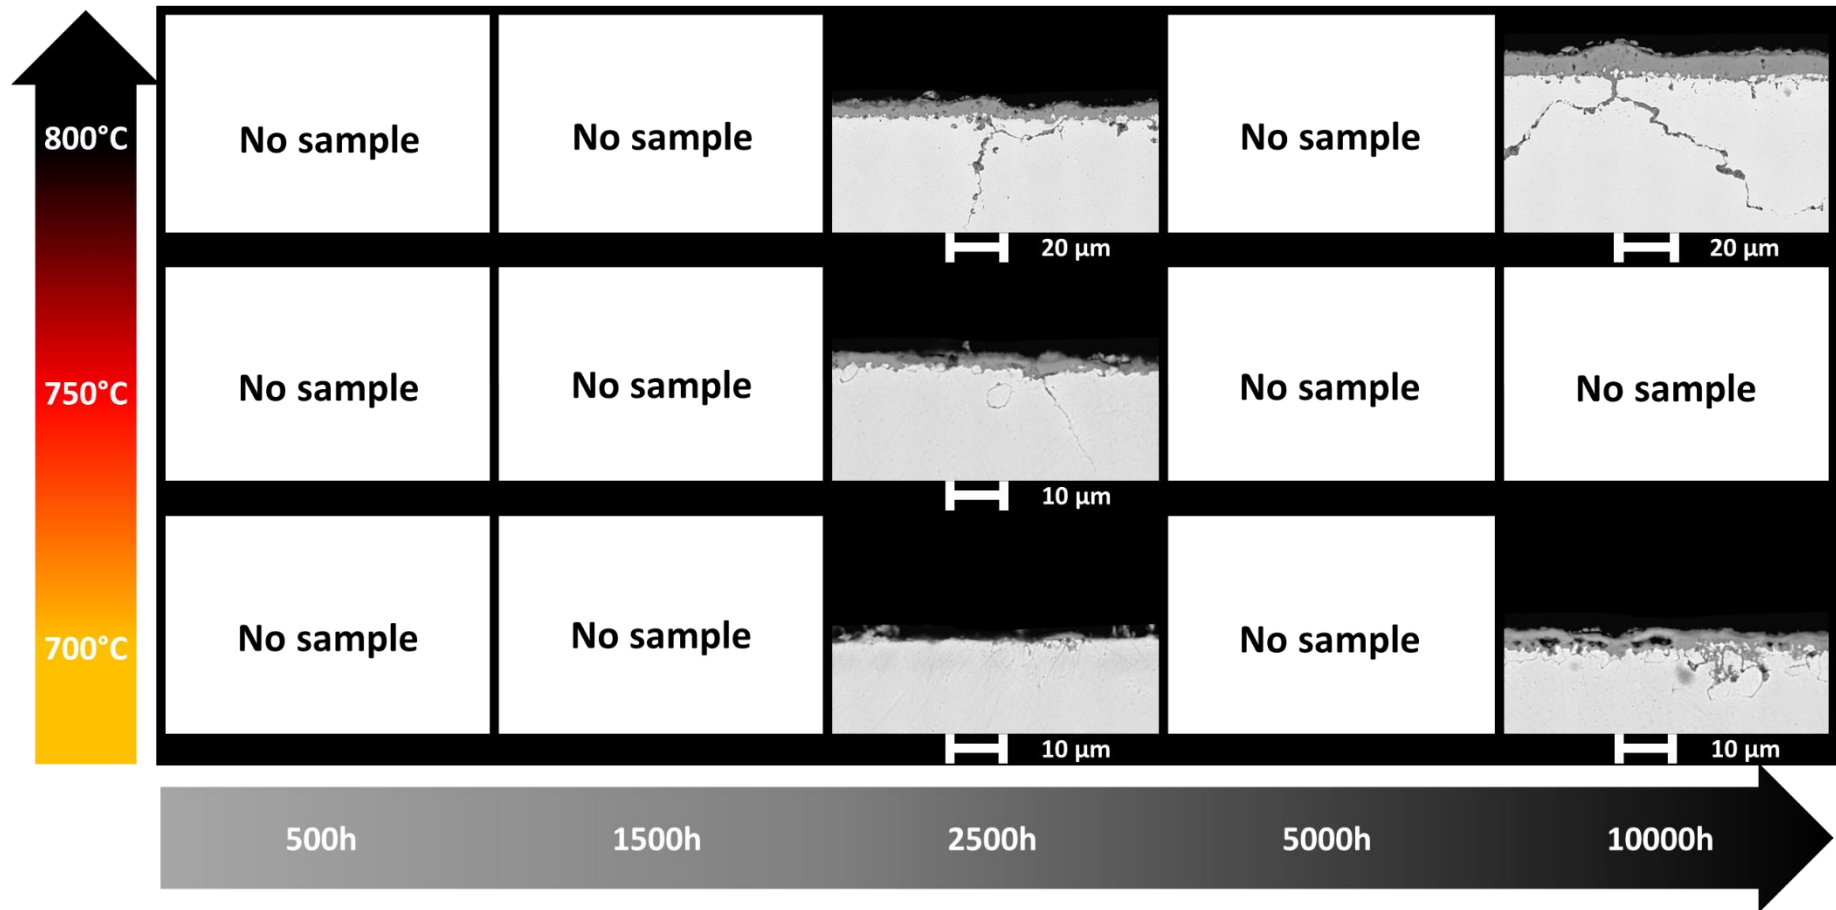 800°C
No sample
No sample
No sample
20 µm
20 µm
750°C
No sample
No sample
No sample
No sample
10 µm
700°C
No sample
No sample
No sample
10 µm
10 µm
500h
1500h
2500h
5000h
10000h